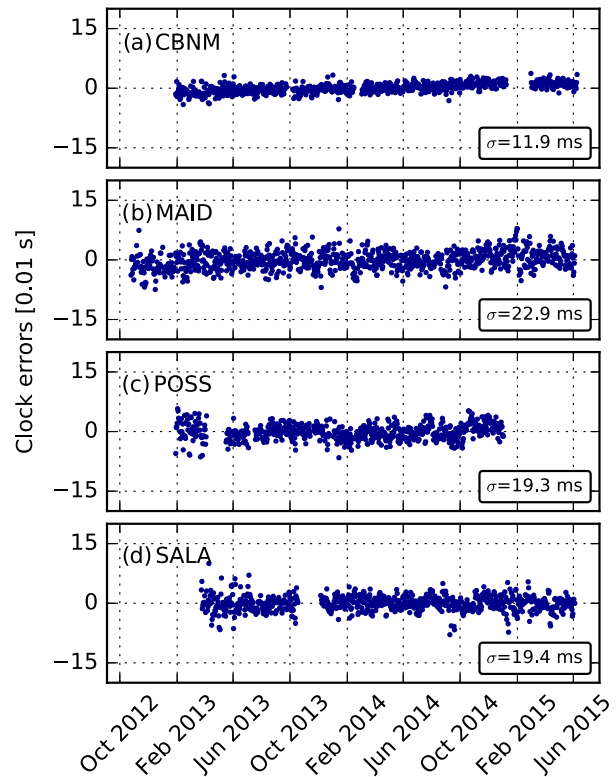 Clock errors [0.01 s]
15
(a) CBNM
0
−15
σ=11.9 ms
15
(b) MAID
0
−15
σ=22.9 ms
15
(c) POSS
0
−15
σ=19.3 ms
15
(d) SALA
0
−15
σ=19.4 ms
Oct 2012
Feb 2013
Jun 2013
Oct 2013
Feb 2014
Jun 2014
Oct 2014
Feb 2015
Jun 2015